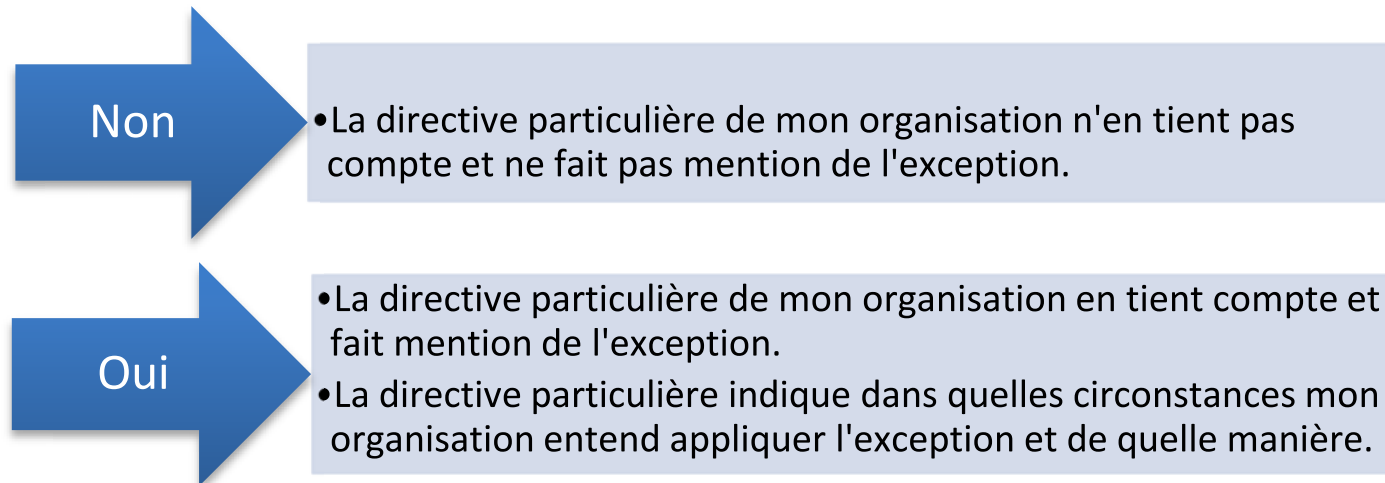 Non
•La directive particulière de mon organisation n'en tient pas
compte et ne fait pas mention de l'exception.
Oui
•La directive particulière de mon organisation en tient compte et
fait mention de l'exception.
•La directive particulière indique dans quelles circonstances mon
organisation entend appliquer l'exception et de quelle manière.